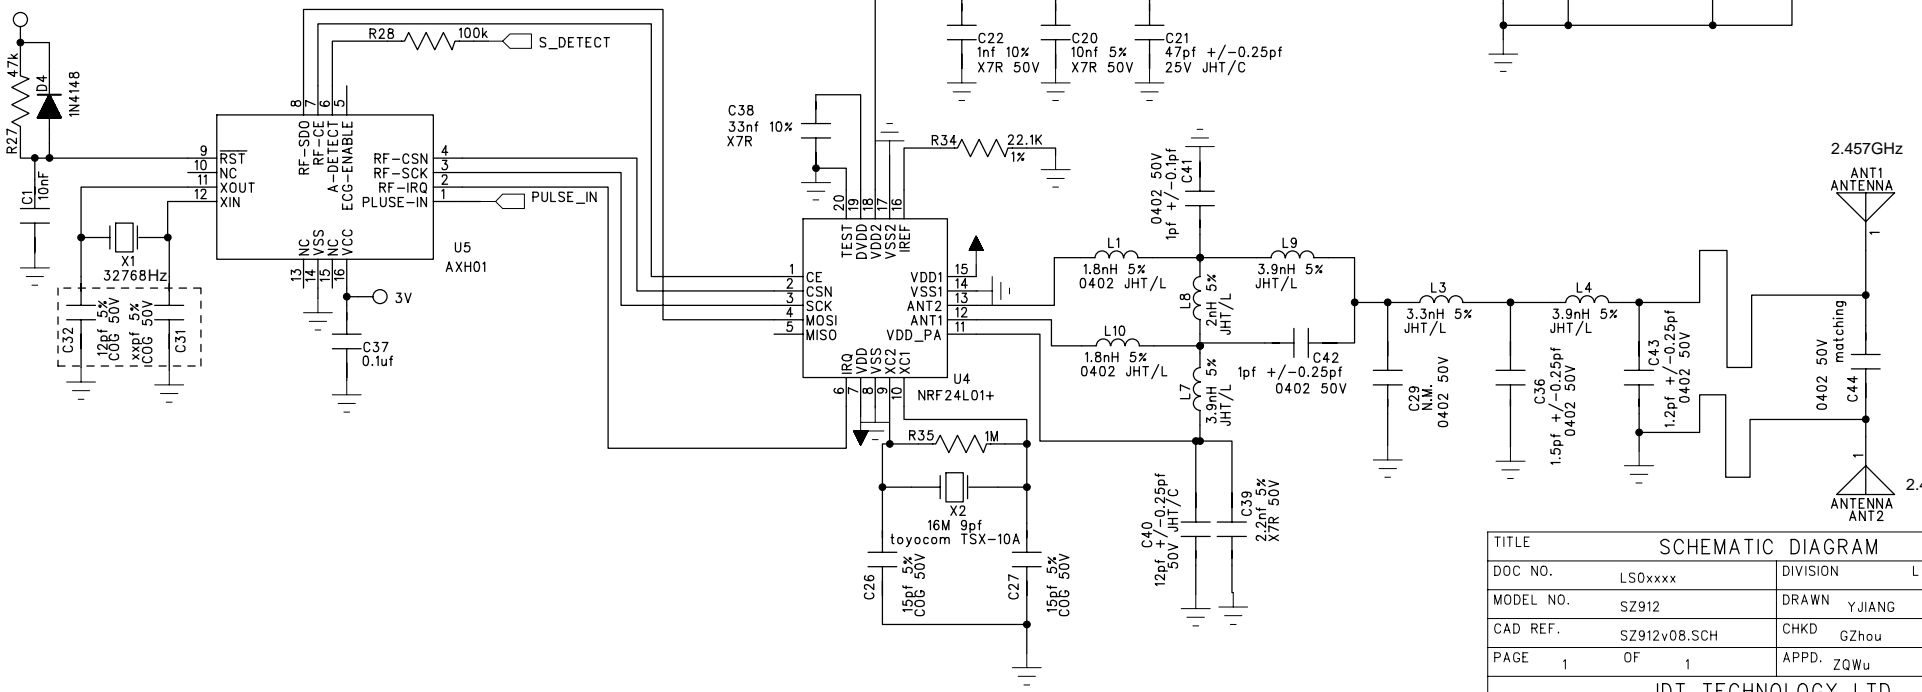 R28
100k
S_DETECT
47k
R27
D4
1N4148
C1
10nF
8
7
6
5
RF-SDO
RF-CE
A-DETECT
ECG-ENABLE
9
10
11
12
RST
NC
XOUT
XIN
RF-CSN
RF-SCK
RF-IRQ
PLUSE-IN
4
3
2
1
PULSE_IN
NC
VSS
NC
VCC
13
14
15
16
U5
AXH01
X1
32768Hz
C32
12pf 5%
COG 50V
xxpf 5%
COG 50V
C31
3V
C37
0.1uf
C22
1nf 10%
X7R 50V
C20
10nf 5%
X7R 50V
C21
47pf +/-0.25pf
25V JHT/C
C38
33nf 10%
X7R
R34
22.1K
1%
20
19
18
17
16
TEST
DVDD
VDD2
VSS2
IREF
1
2
3
4
5
CE
CSN
SCK
MOSI
MISO
VDD1
VSS1
ANT2
ANT1
VDD_PA
15
14
13
12
11
IRQ
VDD
VSS
XC2
XC1
6
7
8
9
10
U4
NRF24L01+
R35
1M
X2
16M 9pf
toyocom TSX-10A
C26
15pf 5%
COG 50V
C27
15pf 5%
COG 50V
L1
1.8nH 5%
0402 JHT/L
L10
1.8nH 5%
0402 JHT/L
0402 50V
1pf +/-0.1pf
C41
L8
2nH 5%
JHT/L
L9
3.9nH 5%
JHT/L
L7
3.9nH 5%
JHT/L
C42
1pf +/-0.25pf
0402 50V
C40
12pf +/-0.25pf
50V JHT/C
C39
2.2nf 5%
X7R 50V
L3
3.3nH 5%
JHT/L
L4
3.9nH 5%
JHT/L
C29
N.M.
0402 50V
C36
1.5pf +/-0.25pf
0402 50V
C43
1.2pf +/-0.25pf
0402 50V
2.457GHz
ANT1
ANTENNA
1
0402 50V
matching
C44
1
ANTENNA
ANT2
TITLE SCHEMATIC DIAGRAM
DOC NO. LS0xxxx DIVISION L
MODEL NO. SZ912 DRAWN YJIANG
CAD REF. SZ912v08.SCH CHKD GZhou
PAGE 1 OF 1 APPD. ZQWu
IDT TECHNOLOGY LTD